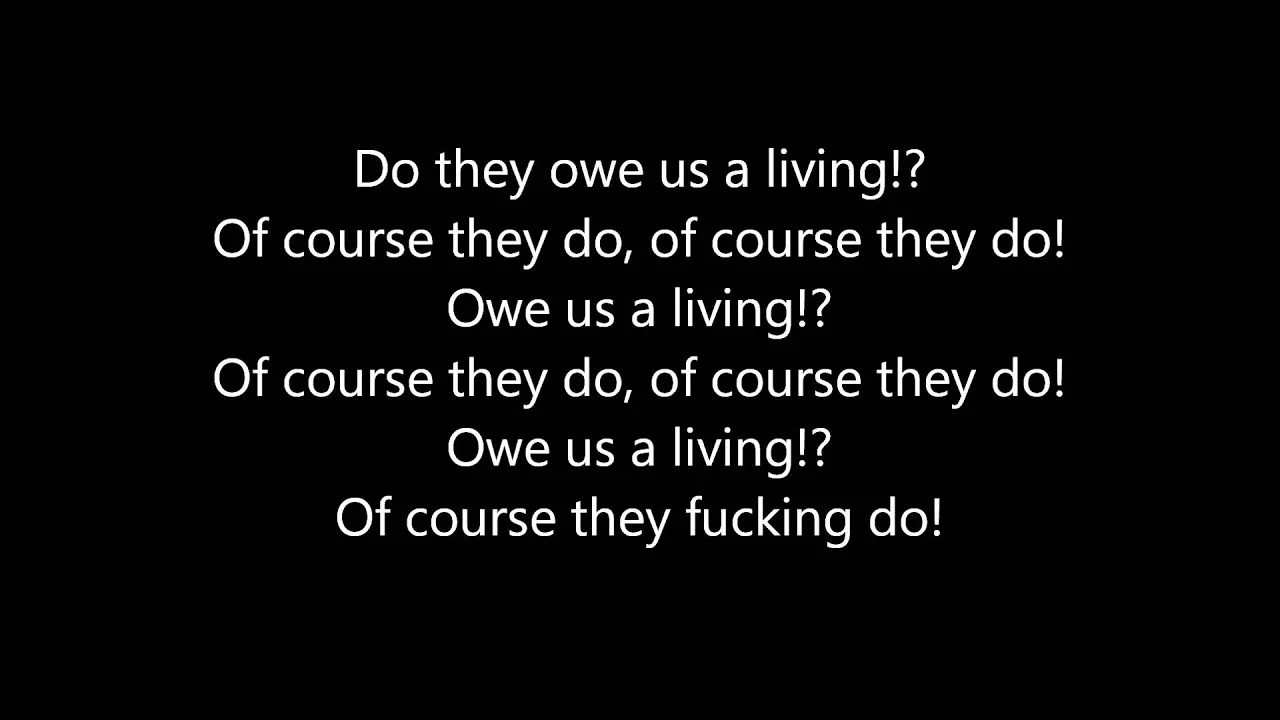 Do they owe us a living!?
Of course they do, of course they do!
Owe us a living!?
Of course they do, of course they do!
Owe us a living!?
Of course they fucking do!